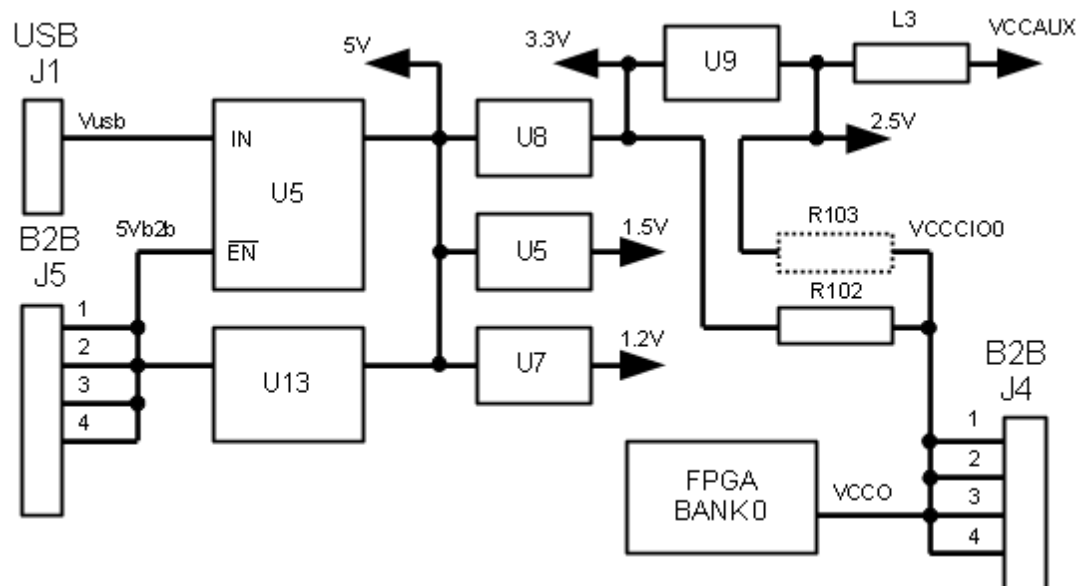 USB
J1
Vusb
IN
U5
EN
B2B
J5
5Vb2b
1
2
3
4
U13
5V
U8
U5
1.5V
U7
1.2V
3.3V
U9
L3
VCCAUX
2.5V
R103
VCCCIO0
R102
B2B
J4
1
2
3
4
FPGA
BANK0
VCCO